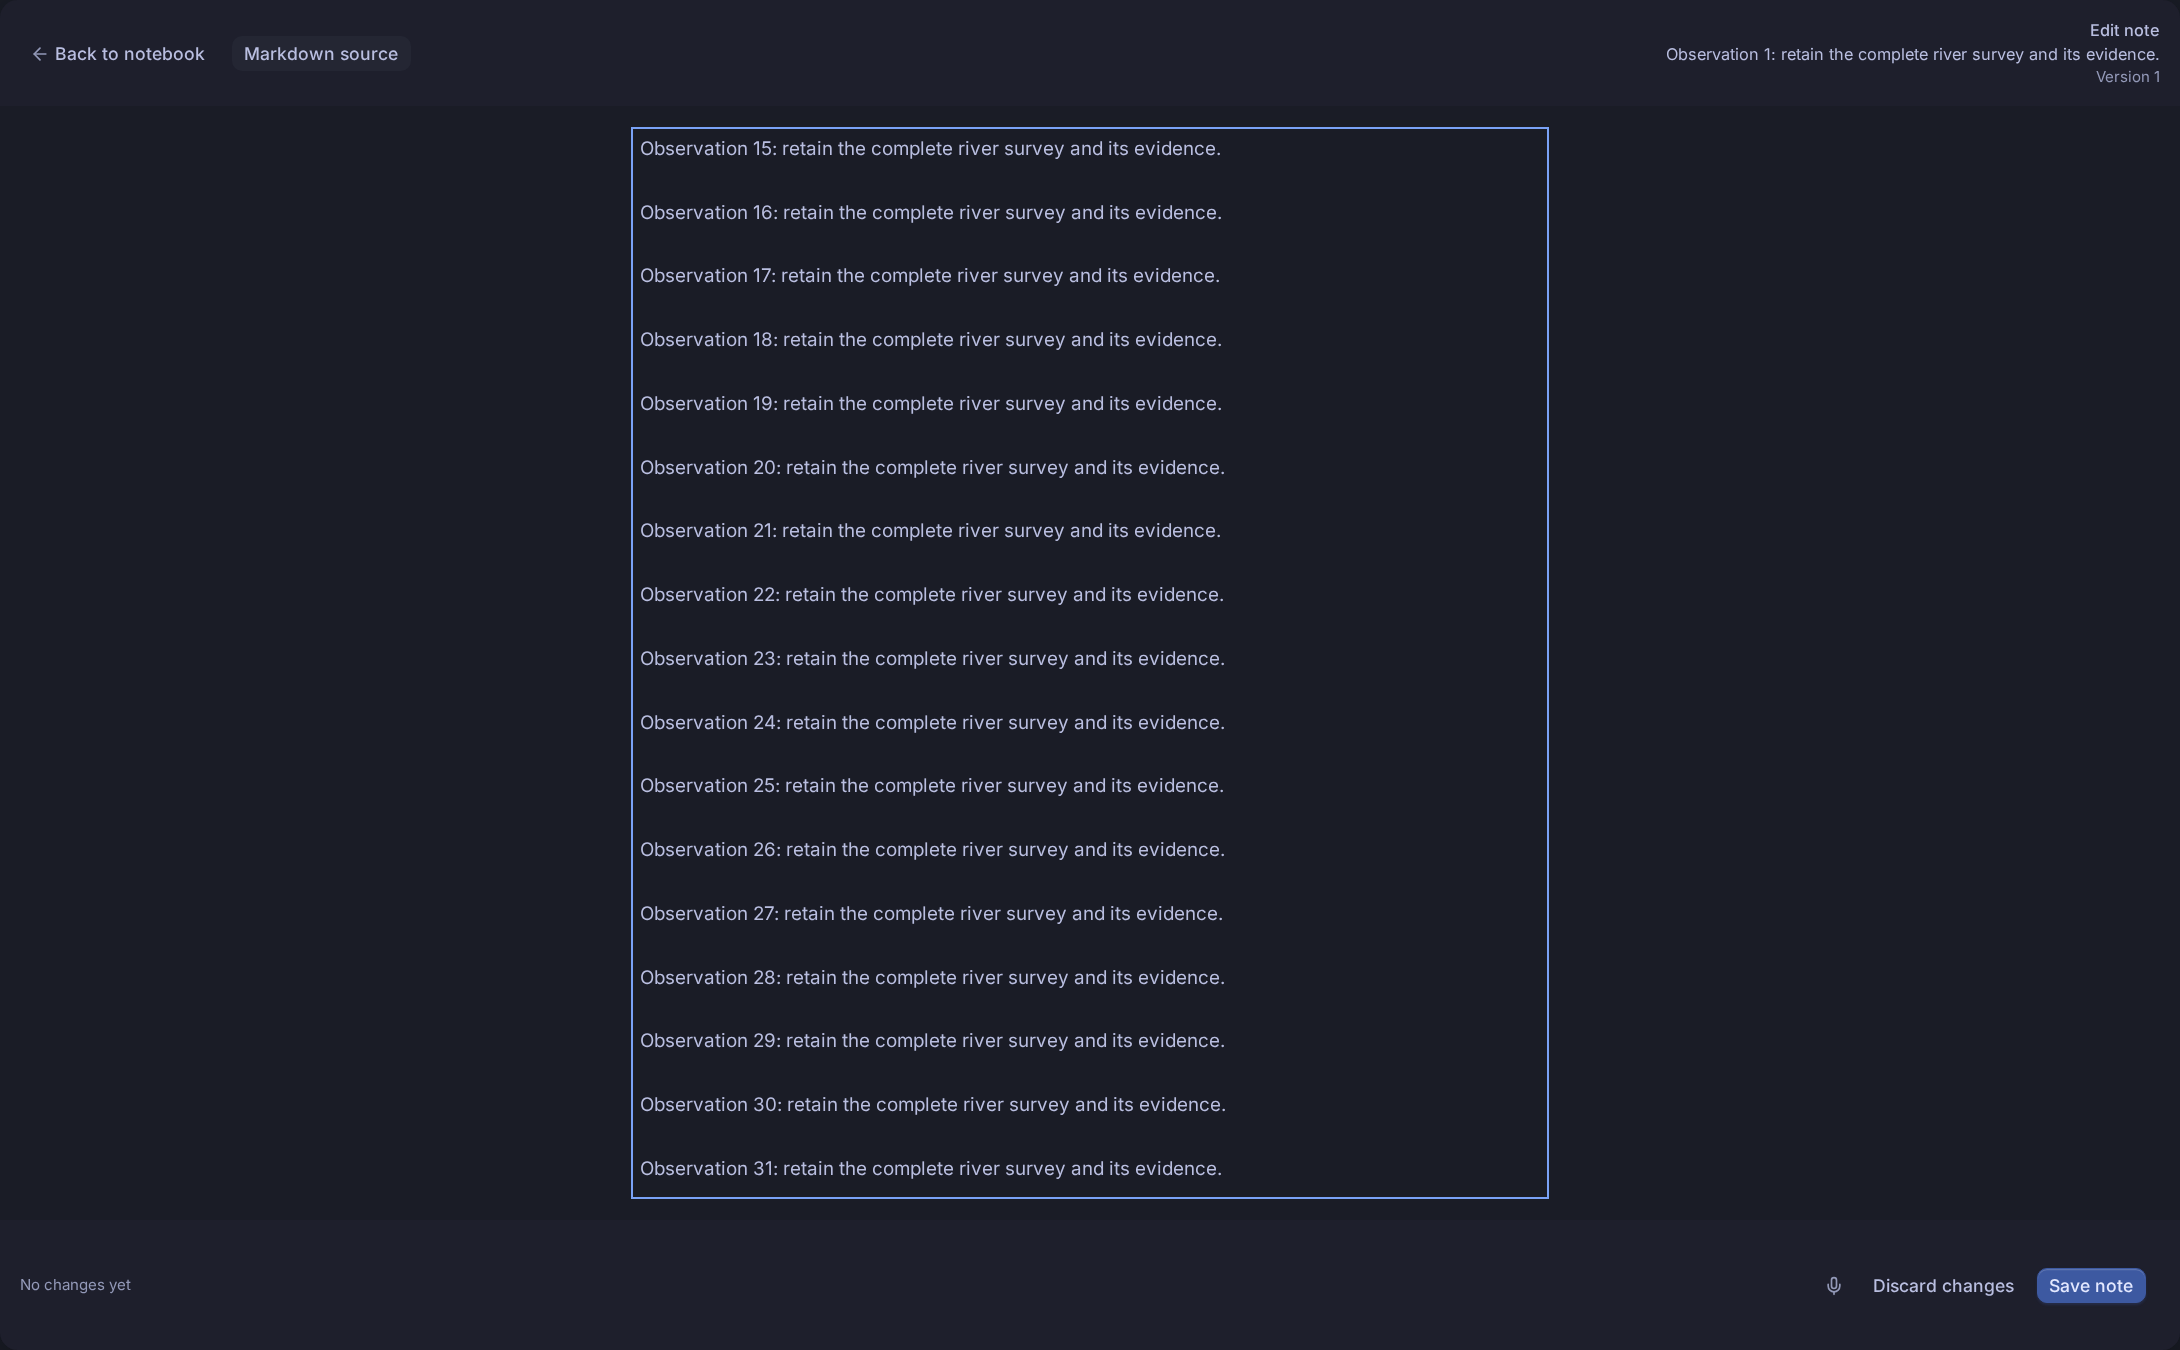 Back to notebook
Markdown source
Edit note
Observation 1: retain the complete river survey and its evidence.
Version 1
Observation 15: retain the complete river survey and its evidence.
Observation 16: retain the complete river survey and its evidence.
Observation 17: retain the complete river survey and its evidence.
Observation 18: retain the complete river survey and its evidence.
Observation 19: retain the complete river survey and its evidence.
Observation 20: retain the complete river survey and its evidence.
Observation 21: retain the complete river survey and its evidence.
Observation 22: retain the complete river survey and its evidence.
Observation 23: retain the complete river survey and its evidence.
Observation 24: retain the complete river survey and its evidence.
Observation 25: retain the complete river survey and its evidence.
Observation 26: retain the complete river survey and its evidence.
Observation 27: retain the complete river survey and its evidence.
Observation 28: retain the complete river survey and its evidence.
Observation 29: retain the complete river survey and its evidence.
Observation 30: retain the complete river survey and its evidence.
Observation 31: retain the complete river survey and its evidence.
No changes yet
Discard changes
Save note